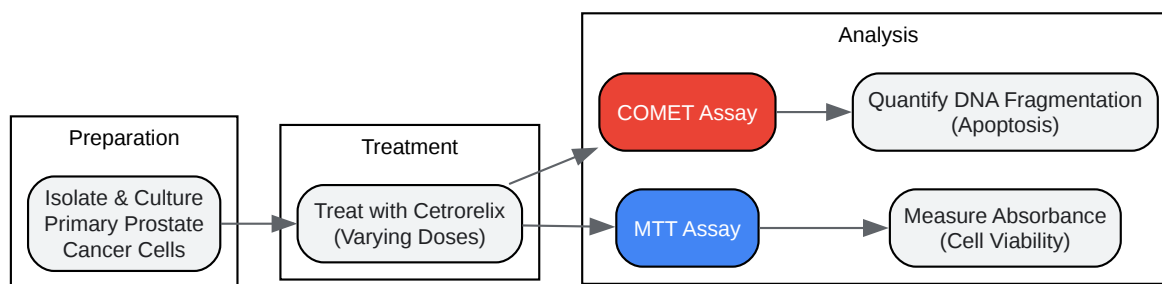 Preparation
Isolate & Culture
Primary Prostate
Cancer Cells
Treatment
Treat with Cetrorelix
(Varying Doses)
Analysis
COMET Assay
Quantify DNA Fragmentation
(Apoptosis)
MTT Assay
Measure Absorbance
(Cell Viability)